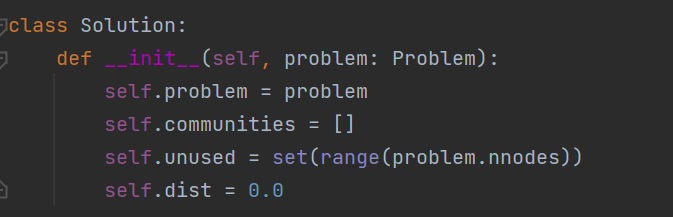 class Solution:
    def __init__(self, problem: Problem):
        self.problem = problem
        self.communities = []
        self.unused = set(range(problem.nnodes))
        self.dist = 0.0